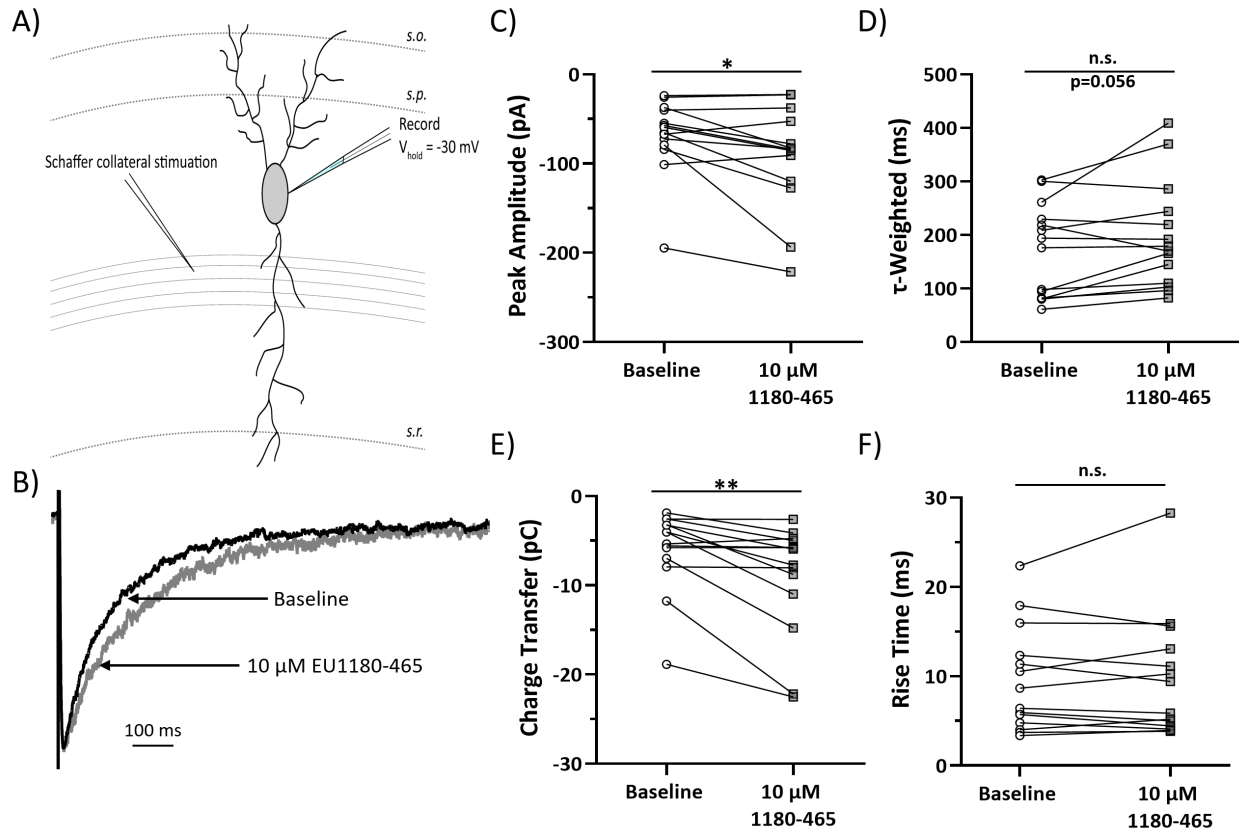 A)
s.o.
s.p.
Record
V hold = -30 mV
Schaffer collateral stimuation
s.r.
B)
Baseline
10 µM EU1180-465
100 ms
C)
*
Peak Amplitude (pA)
0
-100
-200
-300
Baseline
10 µM
1180-465
D)
n.s.
p=0.056
τ-Weighted (ms)
500
400
300
200
100
0
Baseline
10 µM
1180-465
E)
**
Charge Transfer (pC)
0
-10
-20
-30
Baseline
10 µM
1180-465
F)
n.s.
Rise Time (ms)
30
20
10
0
Baseline
10 µM
1180-465